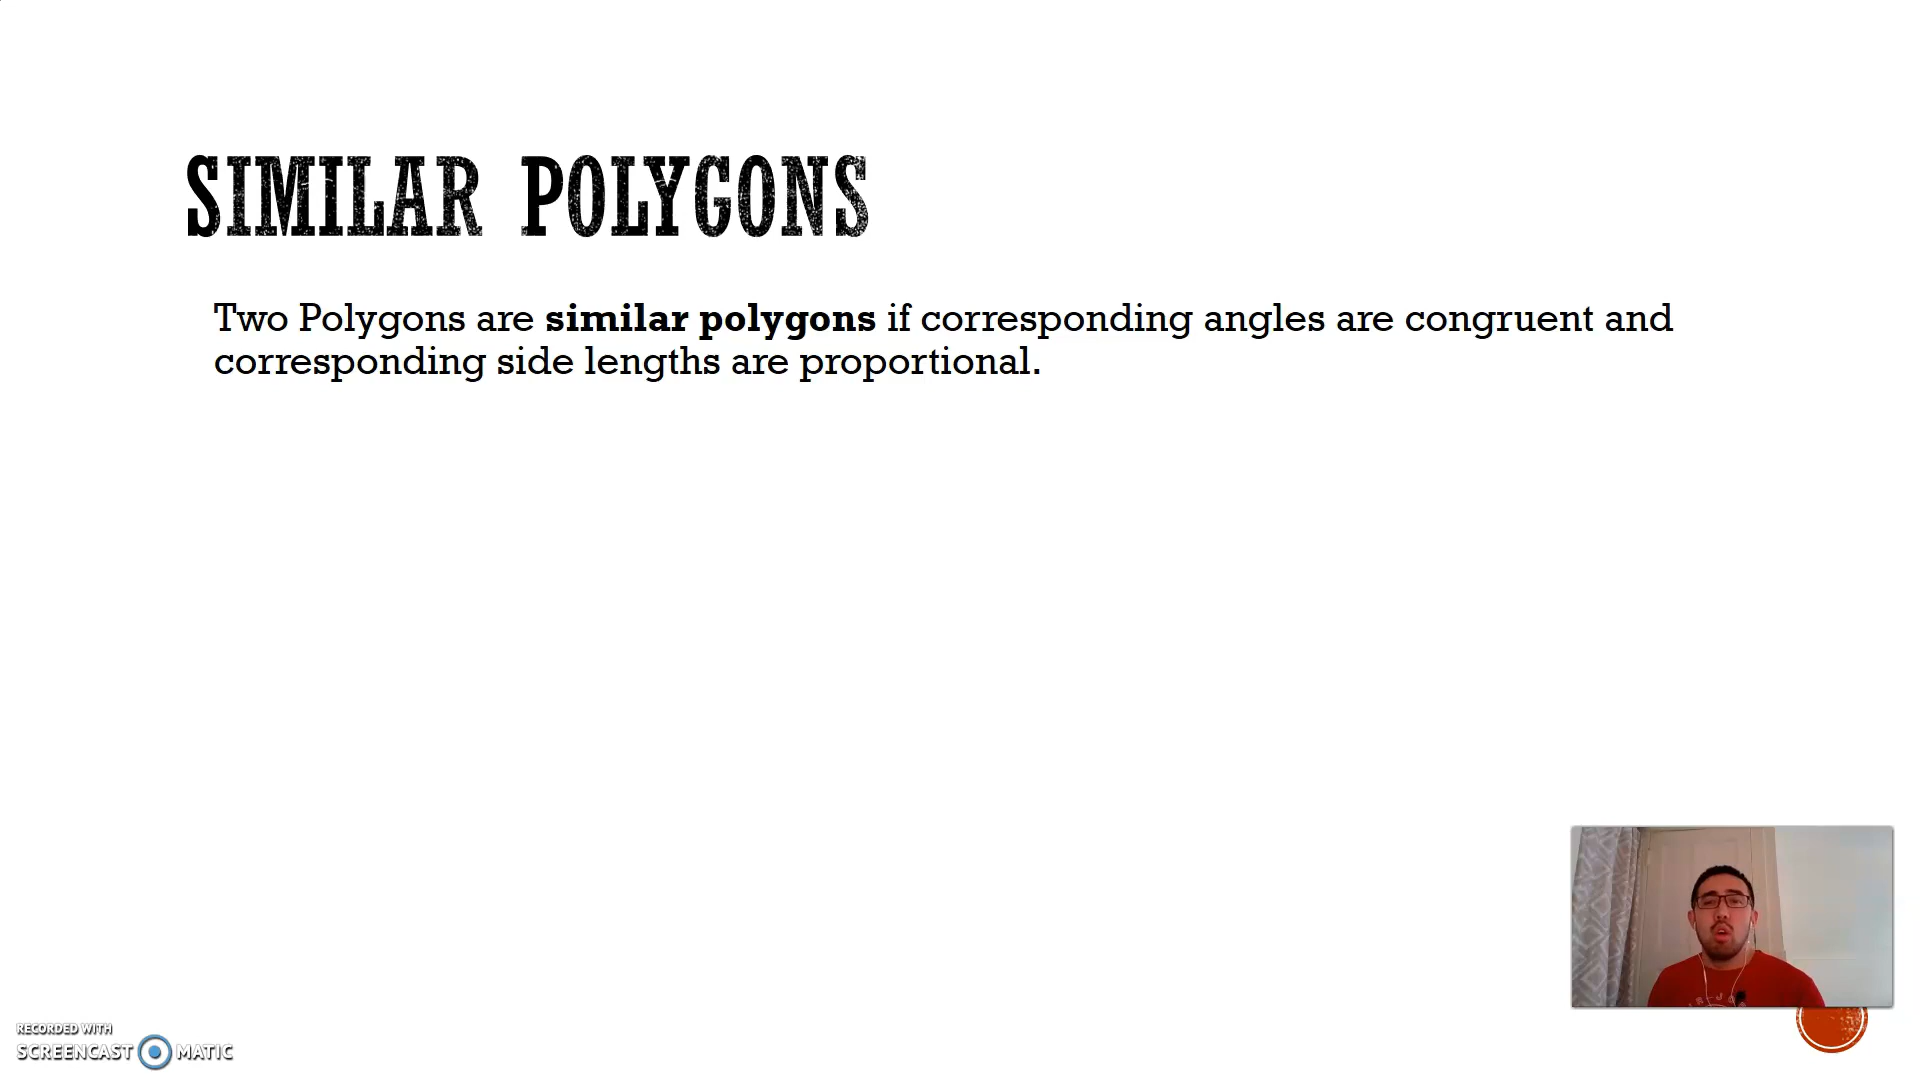 SIMILAR POLYGONS
Two Polygons are similar polygons if corresponding angles are congruent and
corresponding side lengths are proportional.
RECORDED WITH
SCREENCAST MATIC